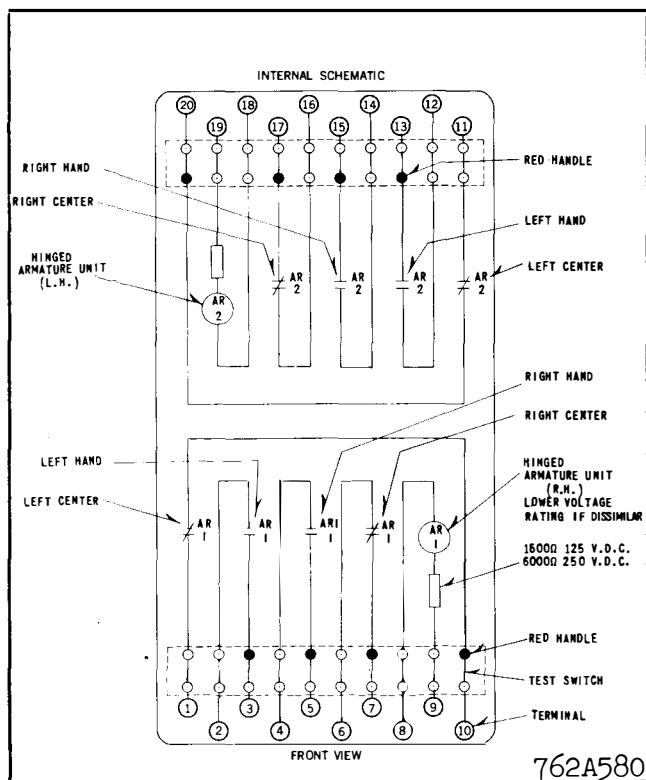 INTERNAL SCHEMATIC
20 18 16 14 12
19 17 15 13 11
RIGHT HAND
RED HANDLE
RIGHT CENTER
LEFT HAND
HINGED
ARMATURE UNIT
(L.H.)
LEFT CENTER
AR
2
AR
2
AR
2
AR
2
AR
2
RIGHT HAND
RIGHT CENTER
LEFT HAND
LEFT CENTER
HINGED
ARMATURE UNIT
(R.H.)
LOWER VOLTAGE
RATING IF DISSIMILAR
AR
1
AR
1
AR1
1
AR
1
AR
1
1600Ω 125 V.D.C.
6000Ω 250 V.D.C.
RED HANDLE
TEST SWITCH
1 3 5 7 9
TERMINAL
2 4 6 8 10
FRONT VIEW
762A580